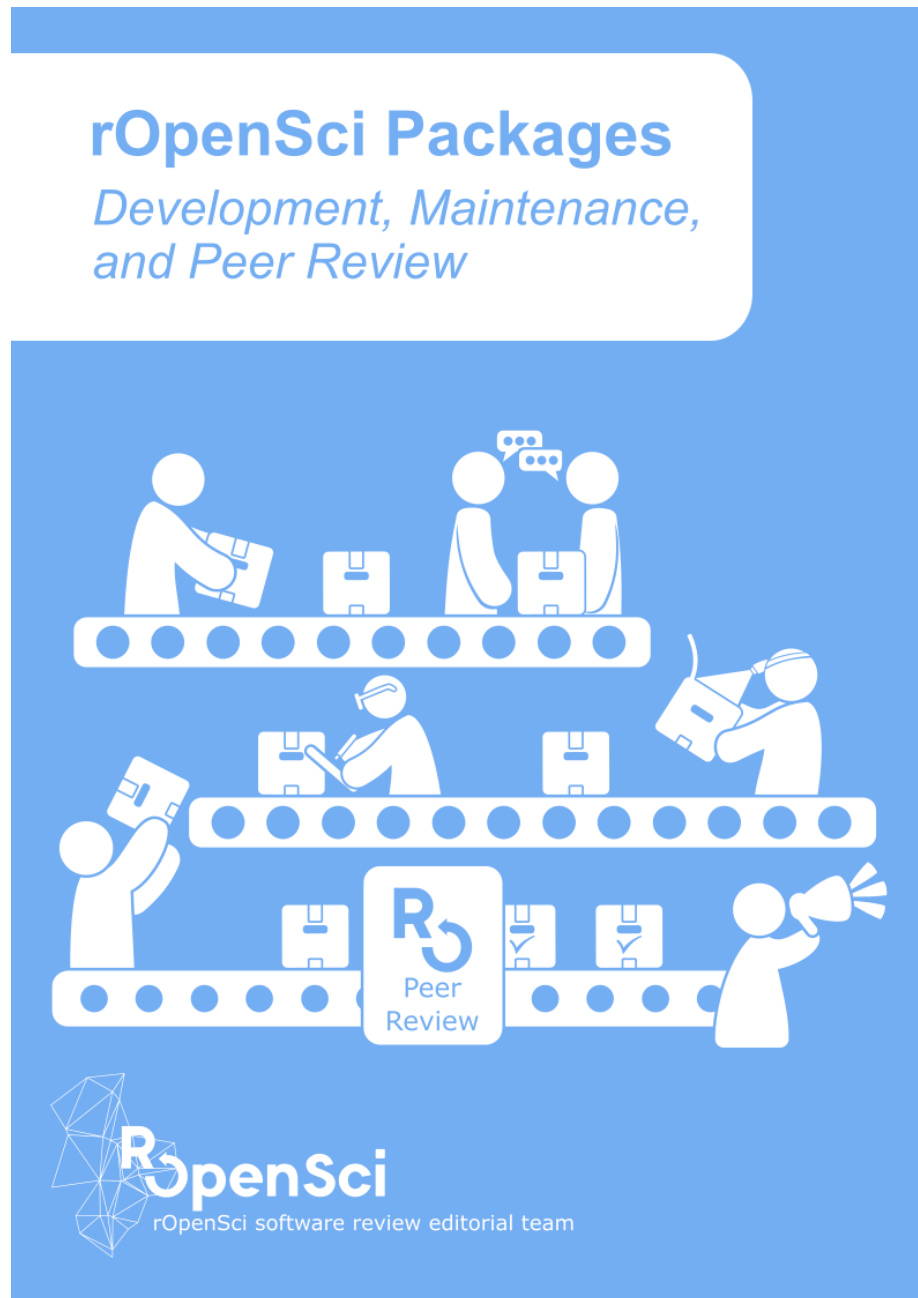 rOpenSci Packages
Development, Maintenance,
and Peer Review
R
Peer
Review
ROpenSci
rOpenSci software review editorial team